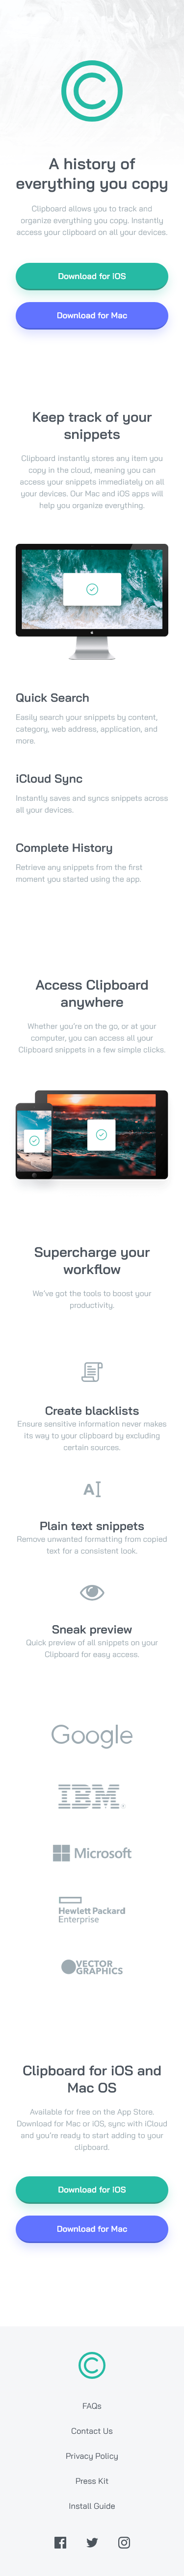 A history of
everything you copy
Clipboard allows you to track and
organize everything you copy. Instantly
access your clipboard on all your devices.
Download for iOS
Download for Mac
Keep track of your
snippets
Clipboard instantly stores any item you
copy in the cloud, meaning you can
access your snippets immediately on all
your devices. Our Mac and iOS apps will
help you organize everything.
Quick Search
Easily search your snippets by content,
category, web address, application, and
more.
iCloud Sync
Instantly saves and syncs snippets across
all your devices.
Complete History
Retrieve any snippets from the first
moment you started using the app.
Access Clipboard
anywhere
Whether you’re on the go, or at your
computer, you can access all your
Clipboard snippets in a few simple clicks.
Supercharge your
workflow
We’ve got the tools to boost your
productivity.
Create blacklists
Ensure sensitive information never makes
its way to your clipboard by excluding
certain sources.
Plain text snippets
Remove unwanted formatting from copied
text for a consistent look.
Sneak preview
Quick preview of all snippets on your
Clipboard for easy access.
Google
IBM
Microsoft
Hewlett Packard
Enterprise
VECTOR
GRAPHICS
Clipboard for iOS and
Mac OS
Available for free on the App Store.
Download for Mac or iOS, sync with iCloud
and you’re ready to start adding to your
clipboard.
Download for iOS
Download for Mac
FAQs
Contact Us
Privacy Policy
Press Kit
Install Guide